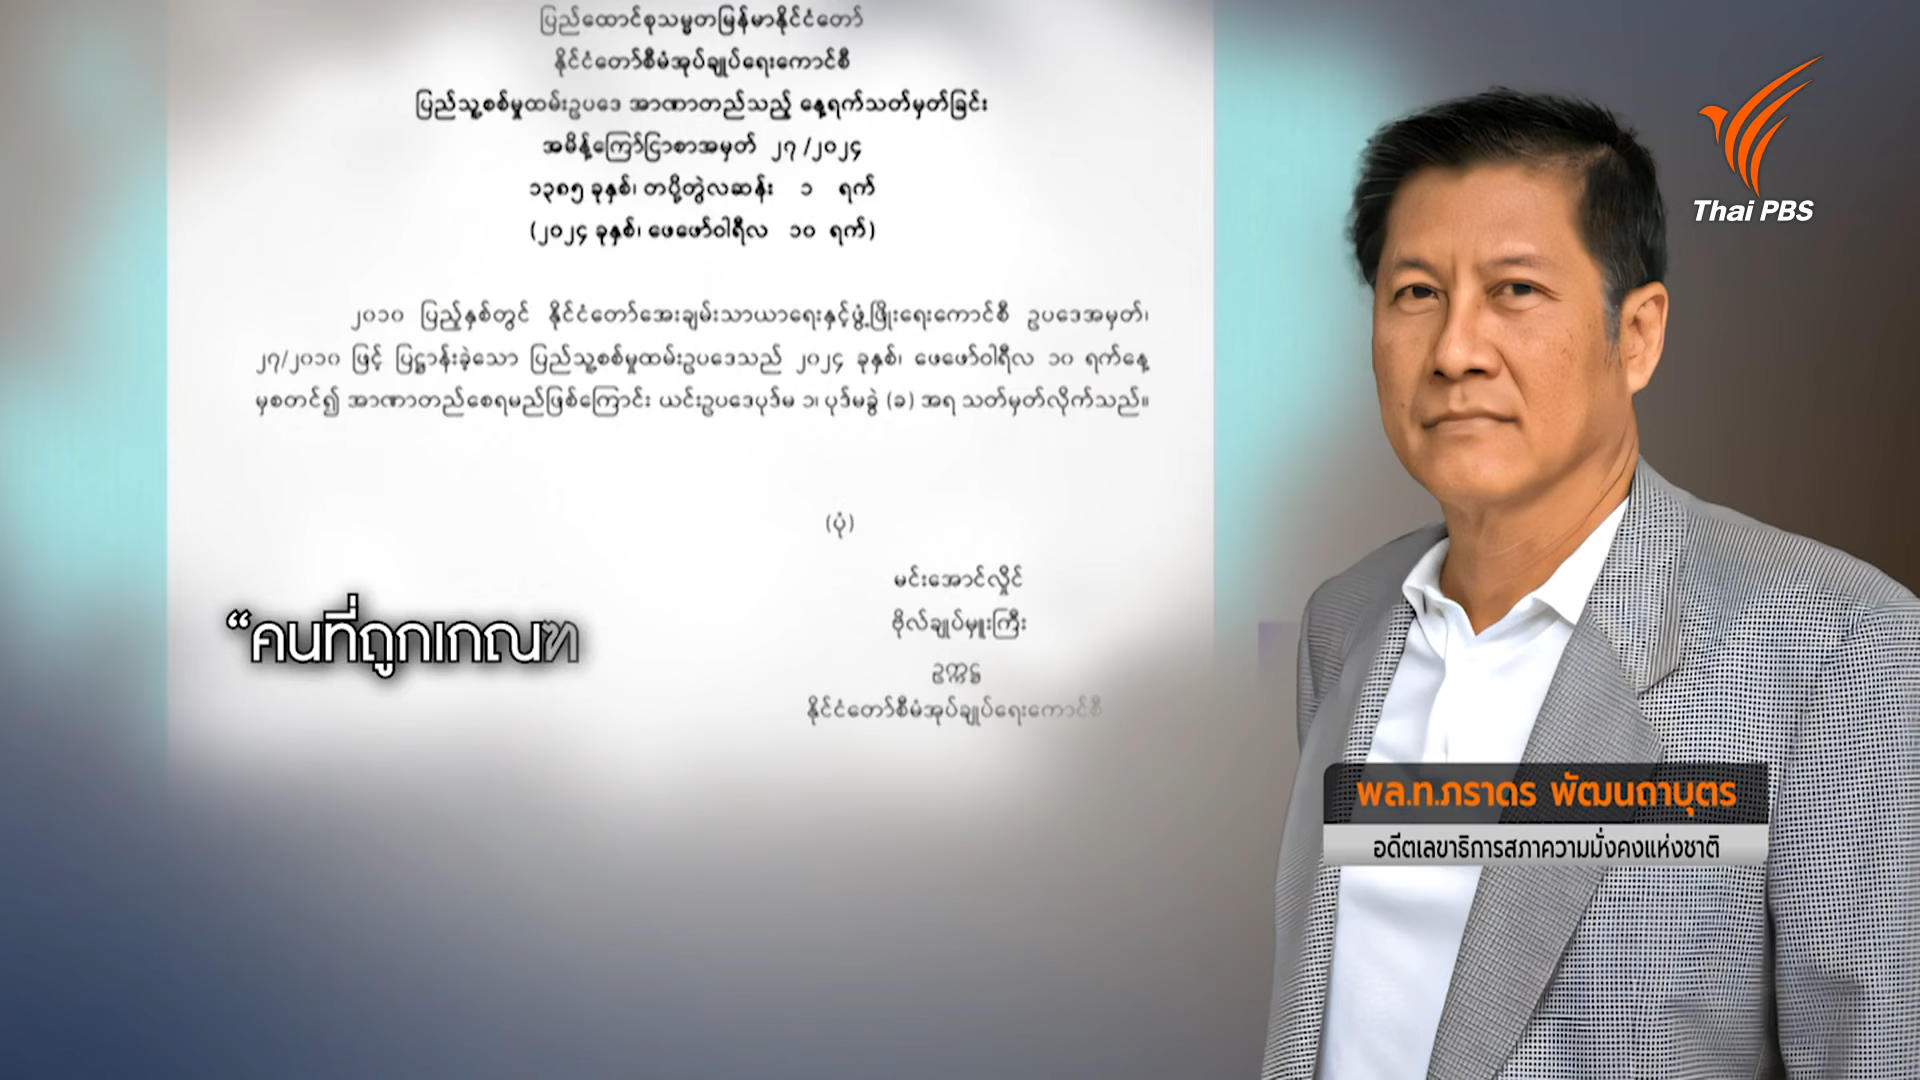 ပြည်ထောင်စုသမ္မတမြန်မာနိုင်ငံတော်
နိုင်ငံတော်စီမံအုပ်ချုပ်ရေးကောင်စီ
ပြည်သူ့စစ်မှုထမ်းဥပဒေ အာဏာတည်သည့် နေ့ရက်သတ်မှတ်ခြင်း
အမိန့်ကြော်ငြာစာအမှတ် ၂၇ /၂၀၂၄
၁၃၈၅ ခုနှစ်၊ တပို့တွဲလဆန်း ၁ ရက်
(၂၀၂၄ ခုနှစ်၊ ဖေဖော်ဝါရီလ ၁၀ ရက်)
၂၀၁၀ ပြည့်နှစ်တွင် နိုင်ငံတော်အေးချမ်းသာယာရေးနှင့်ဖွံ့ဖြိုးရေးကောင်စီ ဥပဒေအမှတ်၊
၂၇/၂၀၁၀ ဖြင့် ပြဋ္ဌာန်းခဲ့သော ပြည်သူ့စစ်မှုထမ်းဥပဒေသည် ၂၀၂၄ ခုနှစ်၊ ဖေဖော်ဝါရီလ ၁၀ ရက်နေ့
မှစတင်၍ အာဏာတည်စေရမည်ဖြစ်ကြောင်း ယင်းဥပဒေပုဒ်မ ၁၊ ပုဒ်မခွဲ (ခ) အရ သတ်မှတ်လိုက်သည်။
(ပုံ)
မင်းအောင်လှိုင်
ဗိုလ်ချုပ်မှူးကြီး
ဥက္ကဋ္ဌ
နိုင်ငံတော်စီမံအုပ်ချုပ်ရေးကောင်စီ
“คนที่ถูกเกณฑ
Thai PBS
พล.ท.ภราดร พัฒนถาบุตร
อดีตเลขาธิการสภาความมั่งคงแห่งชาติ